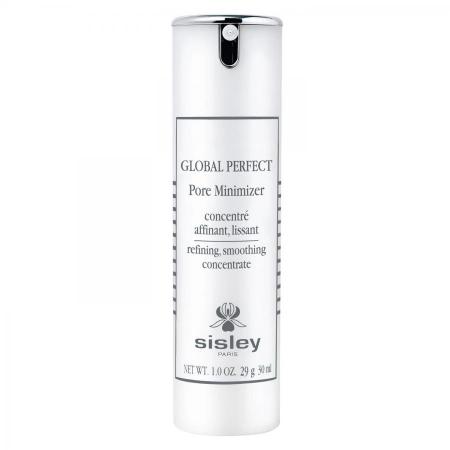 GLOBAL PERFECT
Pore Minimizer
concentré
affinant, lissant
refining, smoothing
concentrate
sisley
PARIS
NET WT. 1.0 OZ. 29 g 30 ml